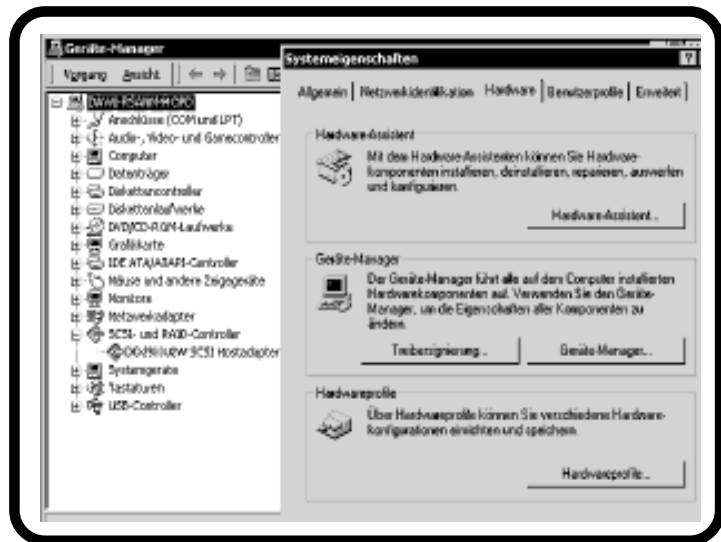 Geräte-Manager
Vorgang Ansicht
Anschlüsse (COM und LPT)
Audio-, Video- und Gamecontroller
Computer
Datenträger
Diskettencontroller
Diskettenlaufwerke
DVD/CD-ROM-Laufwerke
Grafikkarte
IDE ATA/ATAPI-Controller
Mäuse und andere Zeigegeräte
Monitore
Netzwerkadapter
SCSI- und RAID-Controller
UW SCSI Hostadapter
Systemgeräte
Tastaturen
USB-Controller
Systemeigenschaften
?
Allgemein Netzwerkidentifikation Hardware Benutzerprofile Erweitert
Hardware-Assistent
Mit dem Hardware-Assistenten können Sie Hardware-
komponenten installieren, deinstallieren, reparieren, auswerfen
und konfigurieren.
Hardware-Assistent...
Geräte-Manager
Der Geräte-Manager führt alle auf dem Computer installierten
Hardwarekomponenten auf. Verwenden Sie den Geräte-
Manager, um die Eigenschaften aller Komponenten zu
ändern.
Treibersignierung... Geräte-Manager...
Hardwareprofile
Über Hardwareprofile können Sie verschiedene Hardware-
konfigurationen einrichten und speichern.
Hardwareprofile...